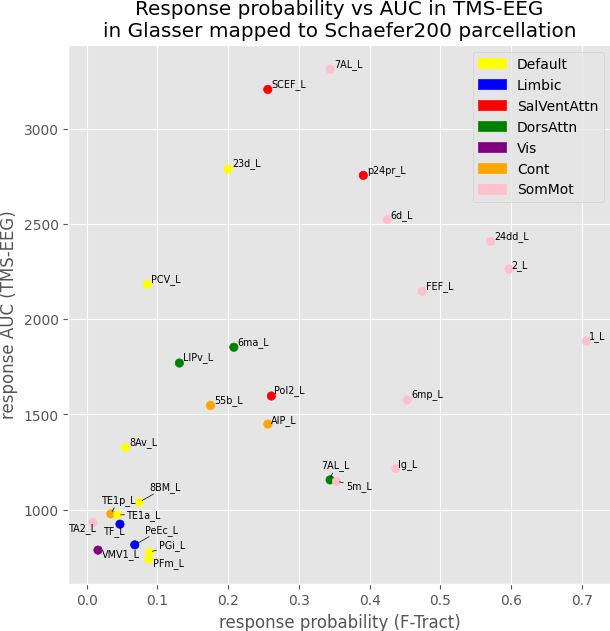 Response probability vs AUC in TMS-EEG
in Glasser mapped to Schaefer200 parcellation
response AUC (TMS-EEG)
3000
2500
2000
1500
1000
Default
Limbic
SalVentAttn
DorsAttn
Vis
Cont
SomMot
7AL_L
SCEF_L
23d_L
p24pr_L
6d_L
24dd_L
2_L
PCV_L
FEF_L
1_L
6ma_L
LIPv_L
PoI2_L
6mp_L
55b_L
AIP_L
8Av_L
7AL_L
Ig_L
5m_L
8BM_L
TE1p_L
TE1a_L
TA2_L
TF_L
PeEc_L
VMV1_L
PGi_L
PFm_L
0.0
0.1
0.2
0.3
0.4
0.5
0.6
0.7
response probability (F-Tract)